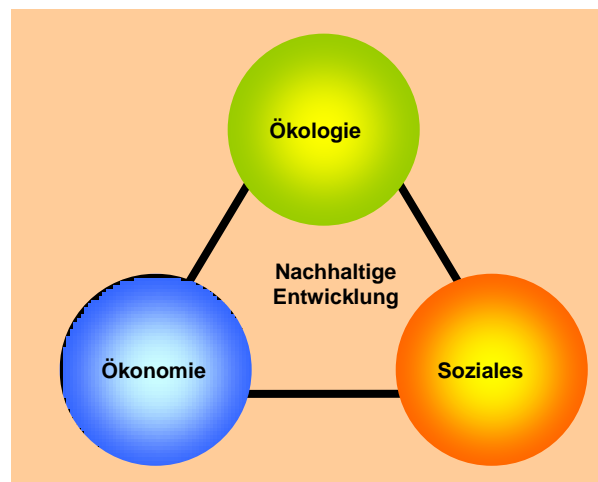 Ökologie
Nachhaltige
Entwicklung
Ökonomie
Soziales